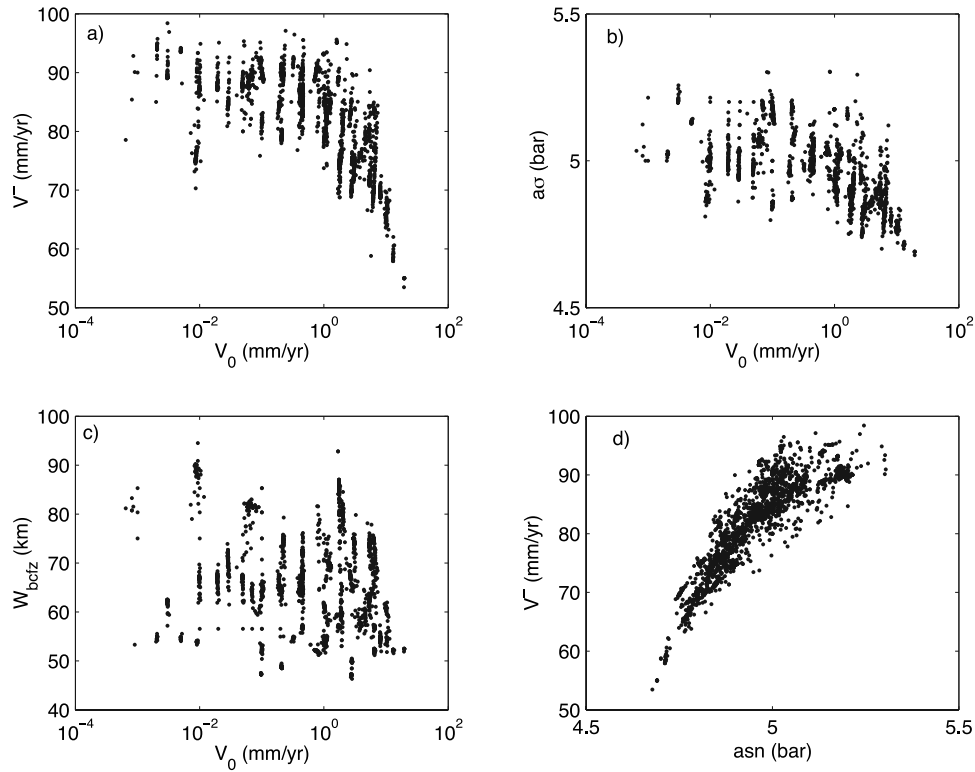 a)
100
90
80
70
60
50
V⁻ (mm/yr)
10⁻⁴ 10⁻² 10⁰ 10²
V₀ (mm/yr)
b)
5.5
5
4.5
aσ (bar)
10⁻⁴ 10⁻² 10⁰ 10²
V₀ (mm/yr)
c)
100
90
80
70
60
50
40
W_bcfz (km)
10⁻⁴ 10⁻² 10⁰ 10²
V₀ (mm/yr)
d)
100
90
80
70
60
50
V⁻ (mm/yr)
4.5 5 5.5
asn (bar)